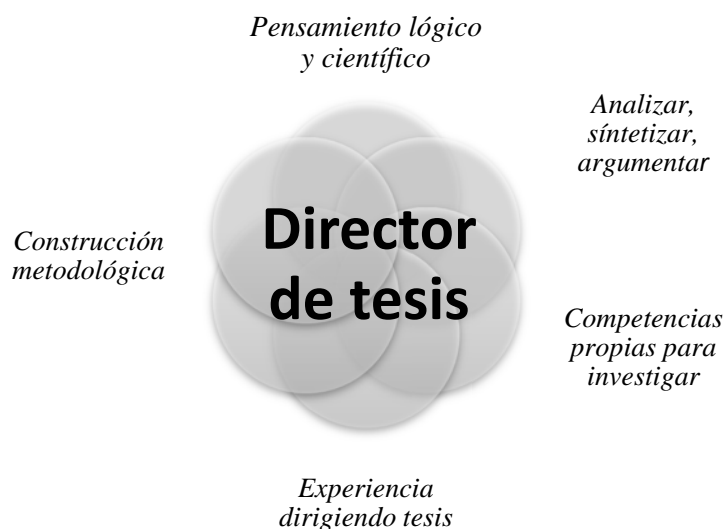 Pensamiento lógico
y científico
Analizar,
síntetizar,
argumentar
Construcción
metodológica
Director
de tesis
Competencias
propias para
investigar
Experiencia
dirigiendo tesis